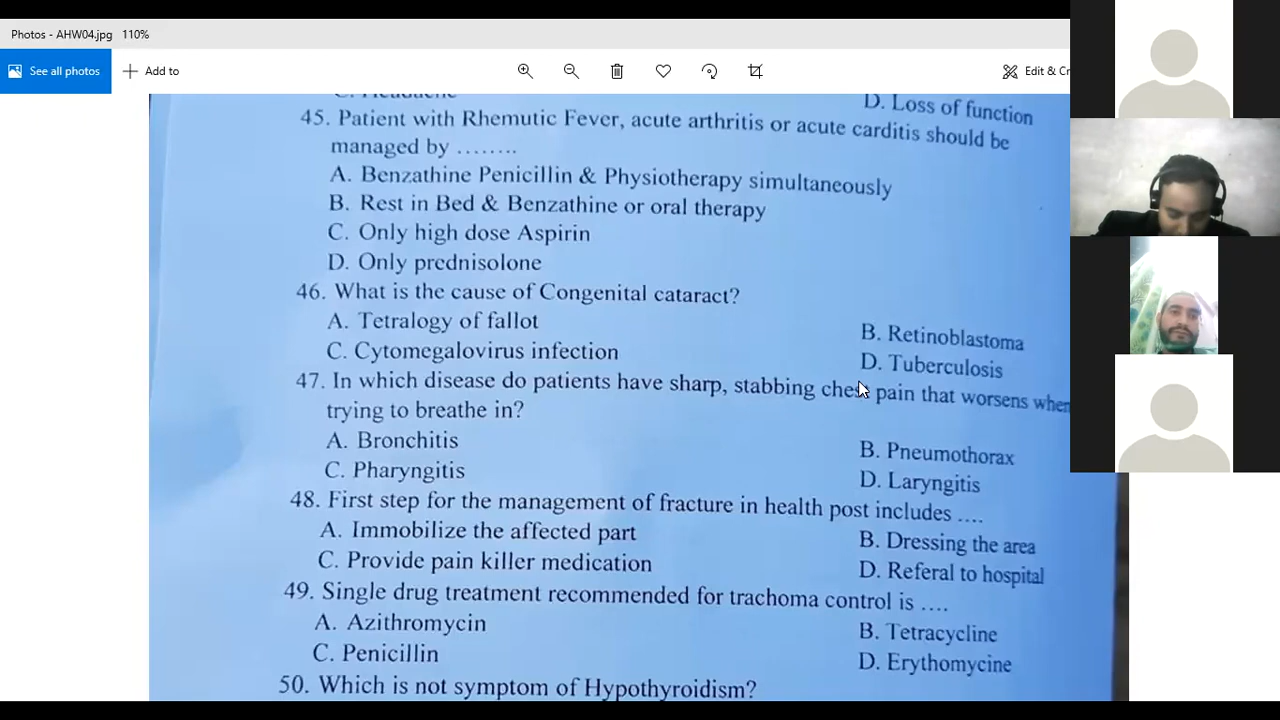 Photos - AHW04.jpg 110%
See all photos
Add to
Edit & Cr
D. Loss of function
45. Patient with Rhemutic Fever, acute arthritis or acute carditis should be
managed by ........
A. Benzathine Penicillin & Physiotherapy simultaneously
B. Rest in Bed & Benzathine or oral therapy
C. Only high dose Aspirin
D. Only prednisolone
46. What is the cause of Congenital cataract?
A. Tetralogy of fallot
B. Retinoblastoma
C. Cytomegalovirus infection
D. Tuberculosis
47. In which disease do patients have sharp, stabbing chest pain that worsens when
trying to breathe in?
A. Bronchitis
B. Pneumothorax
C. Pharyngitis
D. Laryngitis
48. First step for the management of fracture in health post includes ....
A. Immobilize the affected part
B. Dressing the area
C. Provide pain killer medication
D. Referal to hospital
49. Single drug treatment recommended for trachoma control is ....
A. Azithromycin
B. Tetracycline
C. Penicillin
D. Erythomycine
50. Which is not symptom of Hypothyroidism?